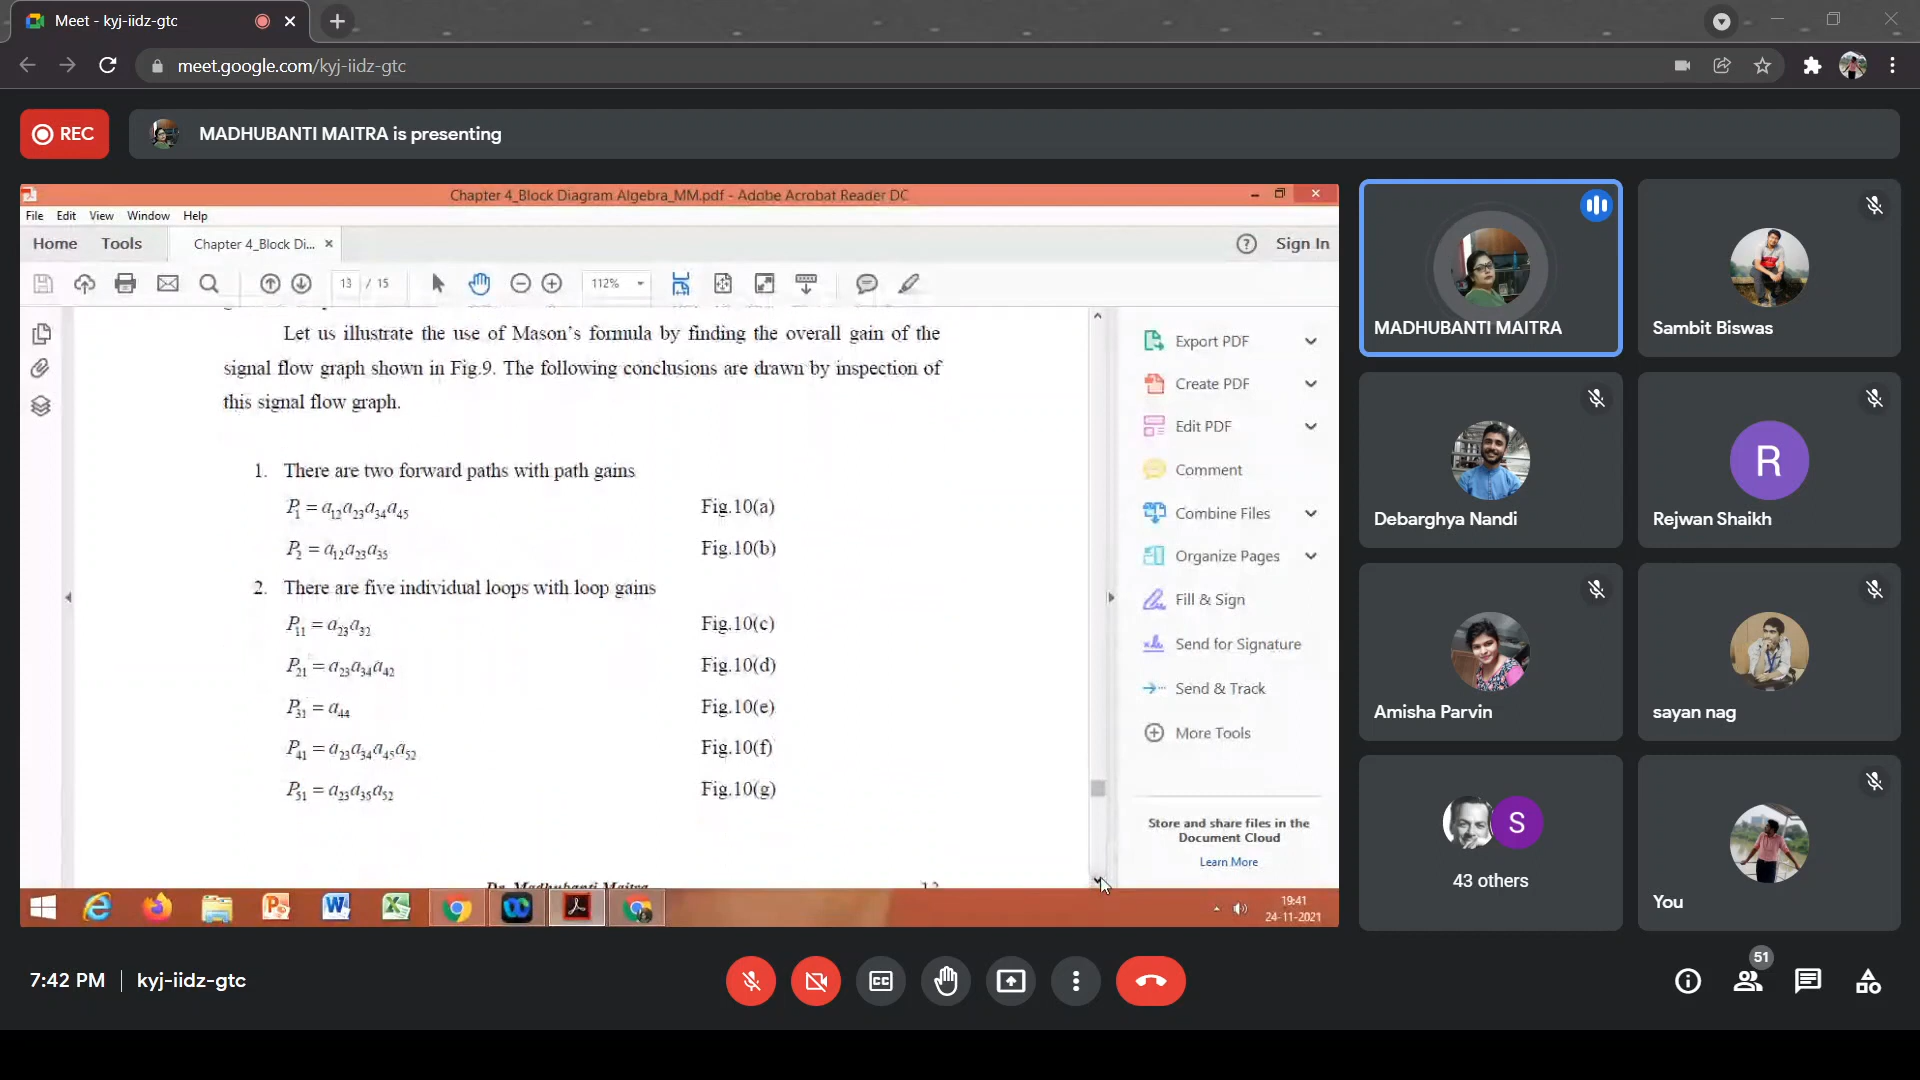 Meet - kyj-iidz-gtc
meet.google.com/kyj-iidz-gtc
REC
MADHUBANTI MAITRA is presenting
Chapter 4_Block Diagram Algebra_MM.pdf - Adobe Acrobat Reader DC
File Edit View Window Help
Home Tools Chapter 4_Block Di... Sign In
13 / 15 112%
Let us illustrate the use of Mason's formula by finding the overall gain of the
signal flow graph shown in Fig.9. The following conclusions are drawn by inspection of
this signal flow graph.
1. There are two forward paths with path gains
P₁ = a₁₂a₂₃a₃₄a₄₅ Fig.10(a)
P₂ = a₁₂a₂₃a₃₅ Fig.10(b)
2. There are five individual loops with loop gains
P₁₁ = a₂₃a₃₂ Fig.10(c)
P₂₁ = a₂₃a₃₄a₄₂ Fig.10(d)
P₃₁ = a₄₄ Fig.10(e)
P₄₁ = a₂₃a₃₄a₄₅a₅₂ Fig.10(f)
P₅₁ = a₂₃a₃₅a₅₂ Fig.10(g)
Dr. Madhubanti Maitra
Export PDF
Create PDF
Edit PDF
Comment
Combine Files
Organize Pages
Fill & Sign
Send for Signature
Send & Track
More Tools
Store and share files in the
Document Cloud
Learn More
19:41
24-11-2021
MADHUBANTI MAITRA
Sambit Biswas
Debarghya Nandi
R
Rejwan Shaikh
Amisha Parvin
sayan nag
S
43 others
You
7:42 PM kyj-iidz-gtc
51